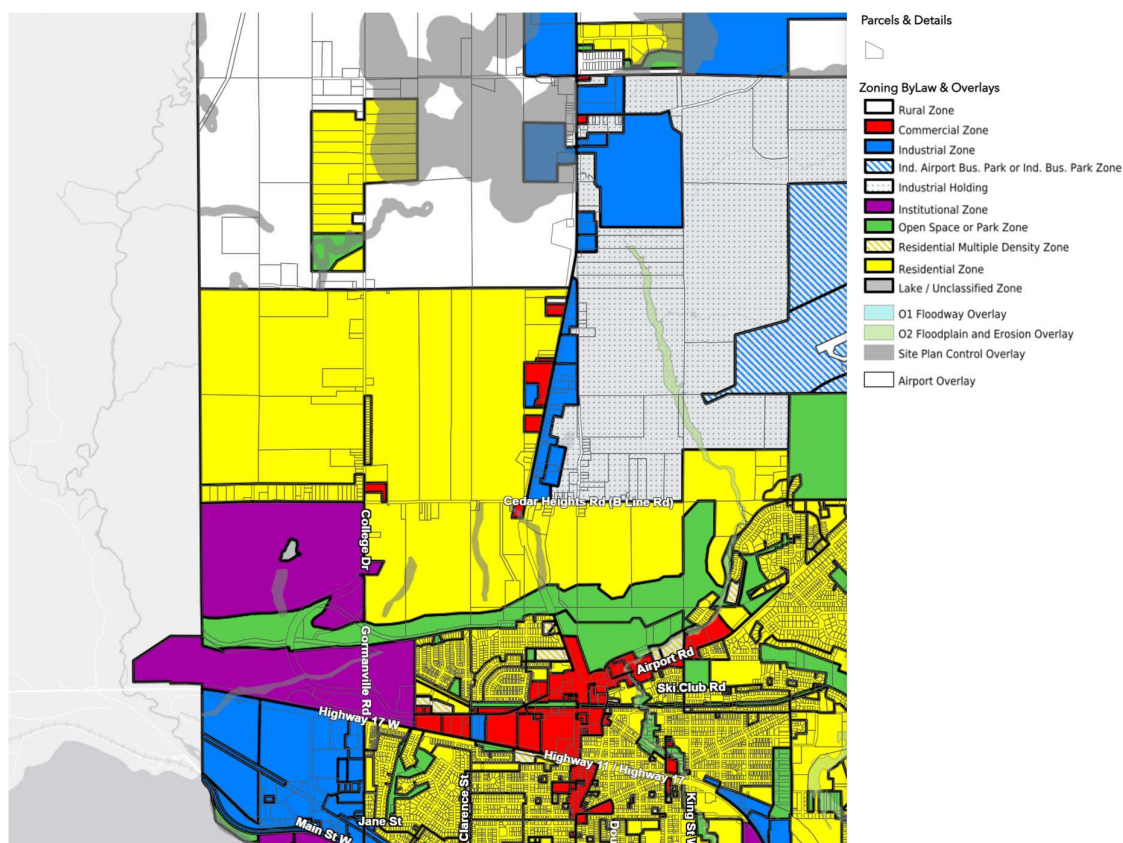 Parcels & Details
Zoning ByLaw & Overlays
Rural Zone
Commercial Zone
Industrial Zone
Ind. Airport Bus. Park or Ind. Bus. Park Zone
Industrial Holding
Institutional Zone
Open Space or Park Zone
Residential Multiple Density Zone
Residential Zone
Lake / Unclassified Zone
O1 Floodway Overlay
O2 Floodplain and Erosion Overlay
Site Plan Control Overlay
Airport Overlay
Cedar Heights Rd (B Line Rd)
College Dr
Gormanville Rd
Airport Rd
Ski Club Rd
Highway 17 W
Highway 11 / Highway 17
Clarence St
Jane St
Main St W
King St